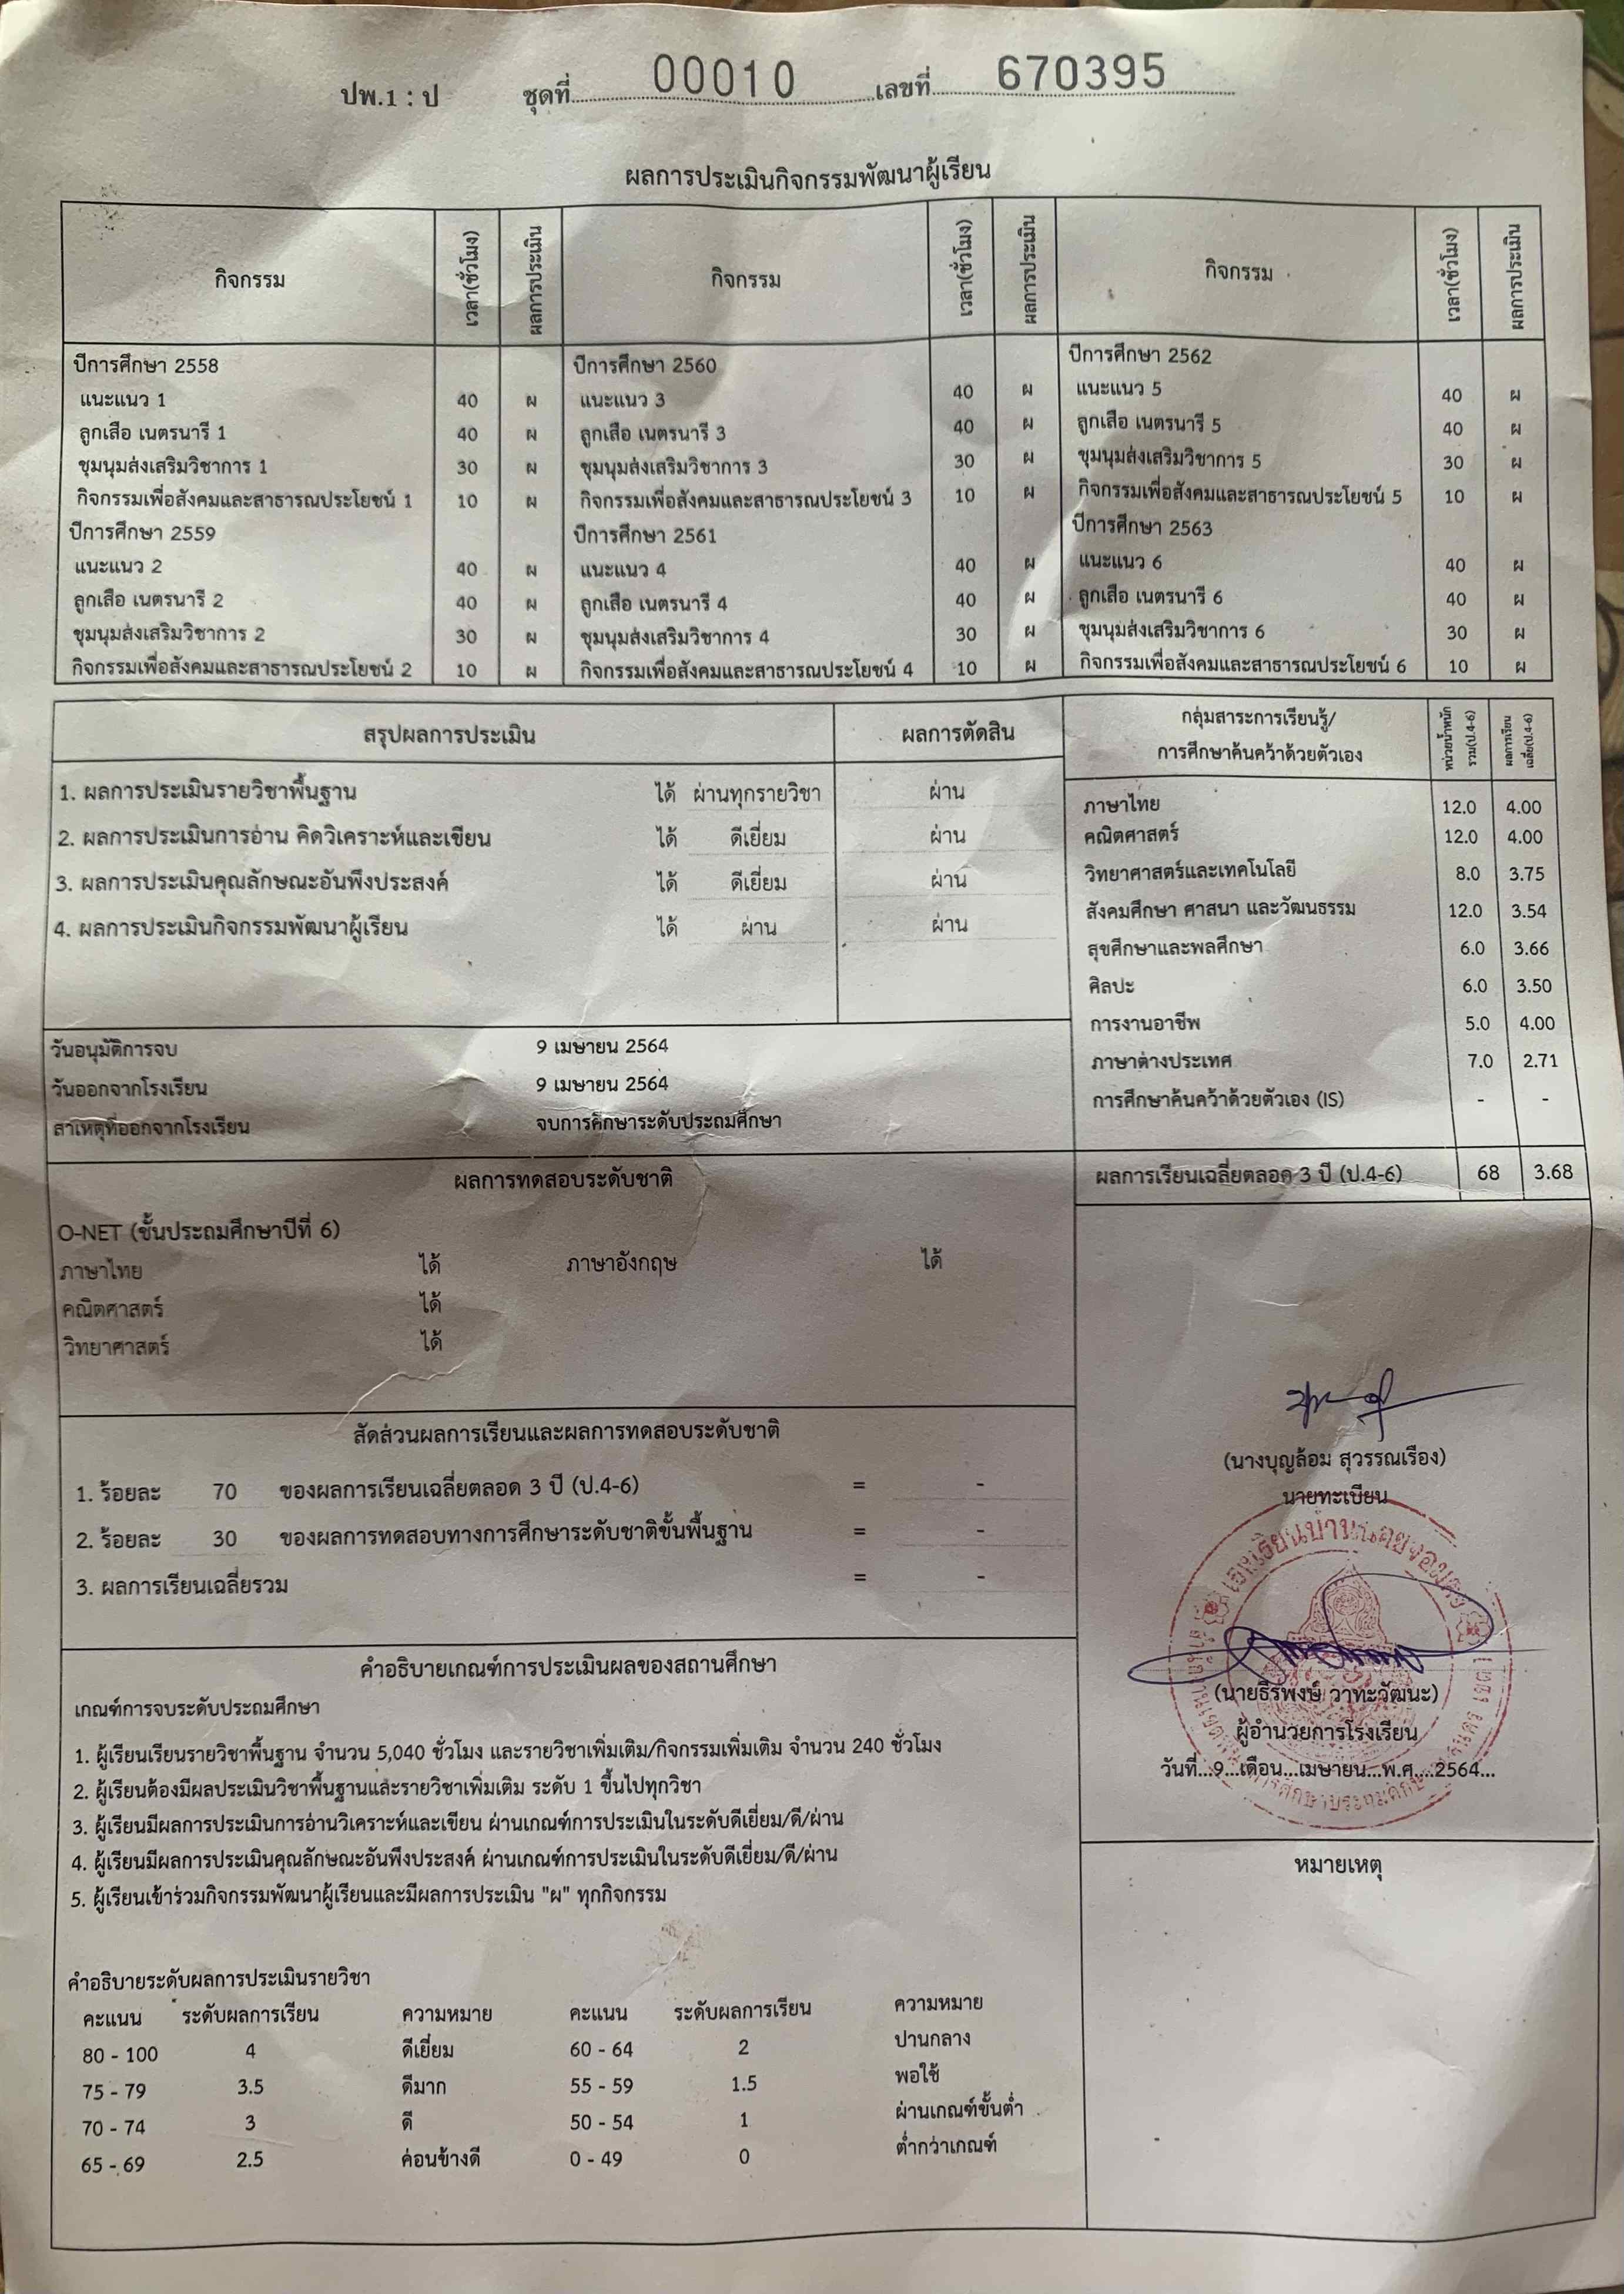 ปพ.1 : ป ชุดที่ 00010 เลขที่ 670395
ผลการประเมินกิจกรรมพัฒนาผู้เรียน
กิจกรรม เวลา(ชั่วโมง) ผลการประเมิน กิจกรรม เวลา(ชั่วโมง) ผลการประเมิน กิจกรรม เวลา(ชั่วโมง) ผลการประเมิน
ปีการศึกษา 2558 ปีการศึกษา 2560 ปีการศึกษา 2562
แนะแนว 1 40 ผ แนะแนว 3 40 ผ แนะแนว 5 40 ผ
ลูกเสือ เนตรนารี 1 40 ผ ลูกเสือ เนตรนารี 3 40 ผ ลูกเสือ เนตรนารี 5 40 ผ
ชุมนุมส่งเสริมวิชาการ 1 30 ผ ชุมนุมส่งเสริมวิชาการ 3 30 ผ ชุมนุมส่งเสริมวิชาการ 5 30 ผ
กิจกรรมเพื่อสังคมและสาธารณประโยชน์ 1 10 ผ กิจกรรมเพื่อสังคมและสาธารณประโยชน์ 3 10 ผ กิจกรรมเพื่อสังคมและสาธารณประโยชน์ 5 10 ผ
ปีการศึกษา 2559 ปีการศึกษา 2561 ปีการศึกษา 2563
แนะแนว 2 40 ผ แนะแนว 4 40 ผ แนะแนว 6 40 ผ
ลูกเสือ เนตรนารี 2 40 ผ ลูกเสือ เนตรนารี 4 40 ผ ลูกเสือ เนตรนารี 6 40 ผ
ชุมนุมส่งเสริมวิชาการ 2 30 ผ ชุมนุมส่งเสริมวิชาการ 4 30 ผ ชุมนุมส่งเสริมวิชาการ 6 30 ผ
กิจกรรมเพื่อสังคมและสาธารณประโยชน์ 2 10 ผ กิจกรรมเพื่อสังคมและสาธารณประโยชน์ 4 10 ผ กิจกรรมเพื่อสังคมและสาธารณประโยชน์ 6 10 ผ
สรุปผลการประเมิน ผลการตัดสิน
1. ผลการประเมินรายวิชาพื้นฐาน ได้ ผ่านทุกรายวิชา ผ่าน
2. ผลการประเมินการอ่าน คิดวิเคราะห์และเขียน ได้ ดีเยี่ยม ผ่าน
3. ผลการประเมินคุณลักษณะอันพึงประสงค์ ได้ ดีเยี่ยม ผ่าน
4. ผลการประเมินกิจกรรมพัฒนาผู้เรียน ได้ ผ่าน ผ่าน
วันอนุมัติการจบ 9 เมษายน 2564
วันออกจากโรงเรียน 9 เมษายน 2564
สาเหตุที่ออกจากโรงเรียน จบการศึกษาระดับประถมศึกษา
กลุ่มสาระการเรียนรู้/
การศึกษาค้นคว้าด้วยตัวเอง
หน่วยน้ำหนัก
รวม(ป.4-6)
ผลการเรียน
เฉลี่ย(ป.4-6)
ภาษาไทย 12.0 4.00
คณิตศาสตร์ 12.0 4.00
วิทยาศาสตร์และเทคโนโลยี 8.0 3.75
สังคมศึกษา ศาสนา และวัฒนธรรม 12.0 3.54
สุขศึกษาและพลศึกษา 6.0 3.66
ศิลปะ 6.0 3.50
การงานอาชีพ 5.0 4.00
ภาษาต่างประเทศ 7.0 2.71
การศึกษาค้นคว้าด้วยตัวเอง (IS) - -
ผลการเรียนเฉลี่ยตลอด 3 ปี (ป.4-6) 68 3.68
ผลการทดสอบระดับชาติ
O-NET (ชั้นประถมศึกษาปีที่ 6)
ภาษาไทย ได้ ภาษาอังกฤษ ได้
คณิตศาสตร์ ได้
วิทยาศาสตร์ ได้
สัดส่วนผลการเรียนและผลการทดสอบระดับชาติ
1. ร้อยละ 70 ของผลการเรียนเฉลี่ยตลอด 3 ปี (ป.4-6) = -
2. ร้อยละ 30 ของผลการทดสอบทางการศึกษาระดับชาติขั้นพื้นฐาน = -
3. ผลการเรียนเฉลี่ยรวม = -
คำอธิบายเกณฑ์การประเมินผลของสถานศึกษา
เกณฑ์การจบระดับประถมศึกษา
1. ผู้เรียนเรียนรายวิชาพื้นฐาน จำนวน 5,040 ชั่วโมง และรายวิชาเพิ่มเติม/กิจกรรมเพิ่มเติม จำนวน 240 ชั่วโมง
2. ผู้เรียนต้องมีผลประเมินวิชาพื้นฐานและรายวิชาเพิ่มเติม ระดับ 1 ขึ้นไปทุกวิชา
3. ผู้เรียนมีผลการประเมินการอ่านวิเคราะห์และเขียน ผ่านเกณฑ์การประเมินในระดับดีเยี่ยม/ดี/ผ่าน
4. ผู้เรียนมีผลการประเมินคุณลักษณะอันพึงประสงค์ ผ่านเกณฑ์การประเมินในระดับดีเยี่ยม/ดี/ผ่าน
5. ผู้เรียนเข้าร่วมกิจกรรมพัฒนาผู้เรียนและมีผลการประเมิน "ผ" ทุกกิจกรรม
คำอธิบายระดับผลการประเมินรายวิชา
คะแนน ระดับผลการเรียน ความหมาย คะแนน ระดับผลการเรียน ความหมาย
80 - 100 4 ดีเยี่ยม 60 - 64 2 ปานกลาง
75 - 79 3.5 ดีมาก 55 - 59 1.5 พอใช้
70 - 74 3 ดี 50 - 54 1 ผ่านเกณฑ์ขั้นต่ำ
65 - 69 2.5 ค่อนข้างดี 0 - 49 0 ต่ำกว่าเกณฑ์
(นางบุญล้อม สุวรรณเรือง)
นายทะเบียน
(นายธีรพงษ์ วาทะวัฒนะ)
ผู้อำนวยการโรงเรียน
วันที่...9...เดือน...เมษายน...พ.ศ....2564...
หมายเหตุ